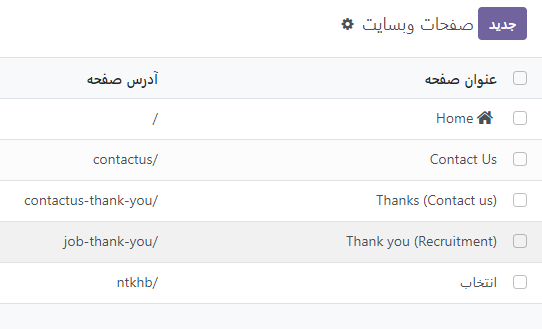 جدید صفحات وبسایت
عنوان صفحه آدرس صفحه
Home /
Contact Us /contactus
Thanks (Contact us) /contactus-thank-you
Thank you (Recruitment) /job-thank-you
انتخاب /ntkhb